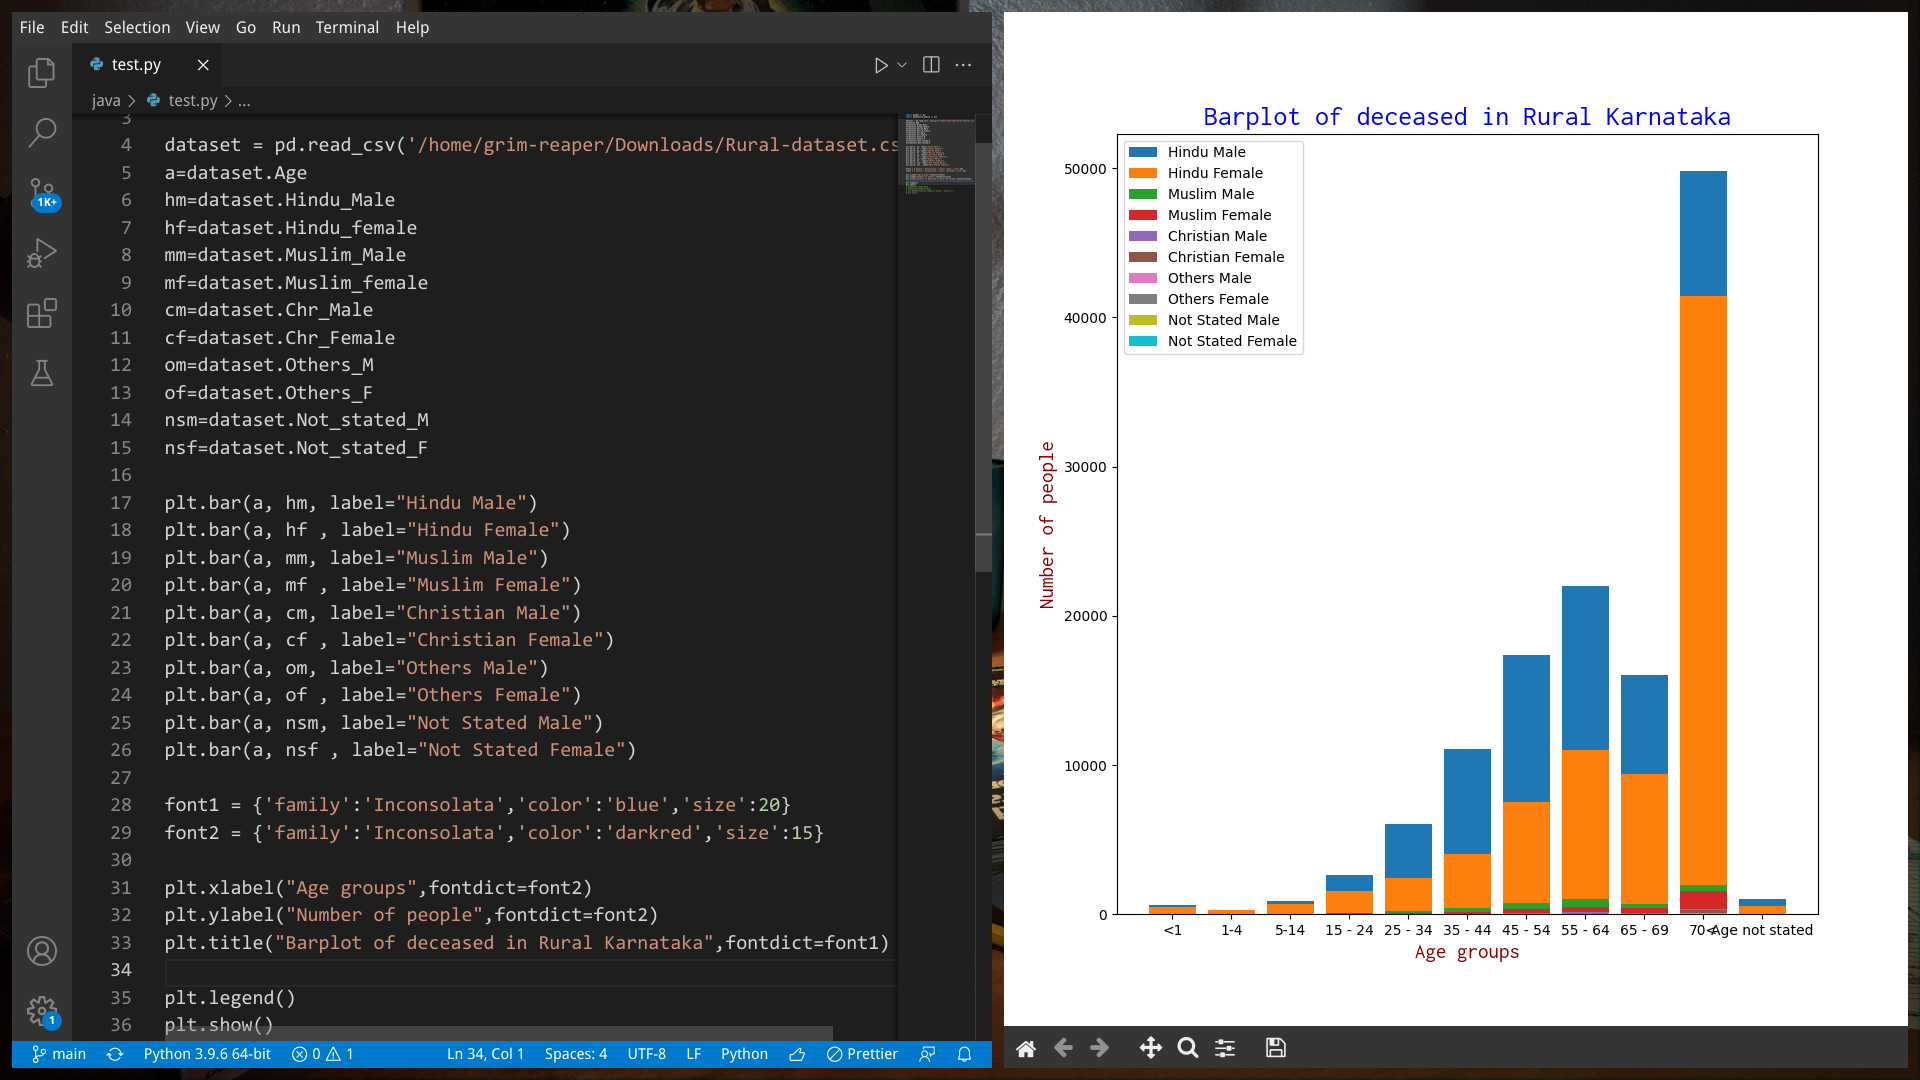 File Edit Selection View Go Run Terminal Help
test.py
java > test.py > ...
3
4 dataset = pd.read_csv('/home/grim-reaper/Downloads/Rural-dataset.cs
5 a=dataset.Age
6 hm=dataset.Hindu_Male
7 hf=dataset.Hindu_female
8 mm=dataset.Muslim_Male
9 mf=dataset.Muslim_female
10 cm=dataset.Chr_Male
11 cf=dataset.Chr_Female
12 om=dataset.Others_M
13 of=dataset.Others_F
14 nsm=dataset.Not_stated_M
15 nsf=dataset.Not_stated_F
16
17 plt.bar(a, hm, label="Hindu Male")
18 plt.bar(a, hf , label="Hindu Female")
19 plt.bar(a, mm, label="Muslim Male")
20 plt.bar(a, mf , label="Muslim Female")
21 plt.bar(a, cm, label="Christian Male")
22 plt.bar(a, cf , label="Christian Female")
23 plt.bar(a, om, label="Others Male")
24 plt.bar(a, of , label="Others Female")
25 plt.bar(a, nsm, label="Not Stated Male")
26 plt.bar(a, nsf , label="Not Stated Female")
27
28 font1 = {'family':'Inconsolata','color':'blue','size':20}
29 font2 = {'family':'Inconsolata','color':'darkred','size':15}
30
31 plt.xlabel("Age groups",fontdict=font2)
32 plt.ylabel("Number of people",fontdict=font2)
33 plt.title("Barplot of deceased in Rural Karnataka",fontdict=font1)
34
35 plt.legend()
36 plt.show()
1K+
1
main Python 3.9.6 64-bit 0 1 Ln 34, Col 1 Spaces: 4 UTF-8 LF Python Prettier
Barplot of deceased in Rural Karnataka
Hindu Male
Hindu Female
Muslim Male
Muslim Female
Christian Male
Christian Female
Others Male
Others Female
Not Stated Male
Not Stated Female
50000
40000
30000
20000
10000
0
Number of people
<1 1-4 5-14 15 - 24 25 - 34 35 - 44 45 - 54 55 - 64 65 - 69 70< Age not stated
Age groups